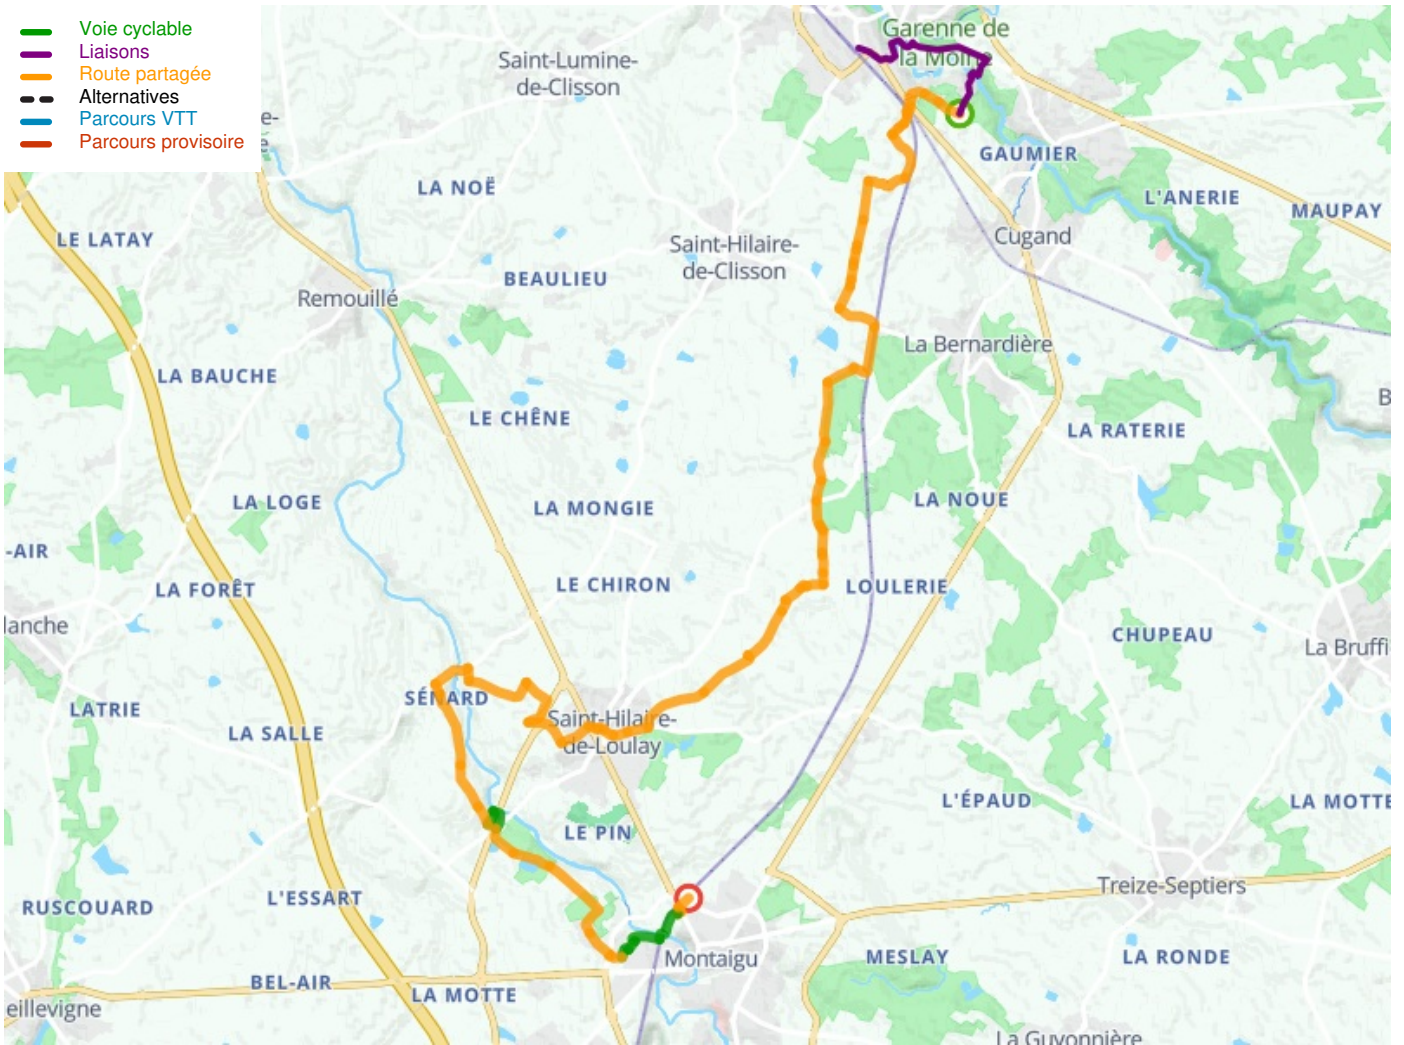 Voie cyclable
Liaisons
Route partagée
Alternatives
Parcours VTT
Parcours provisoire
e-
e
Garenne de
la Moine
Saint-Lumine-
de-Clisson
GAUMIER
LA NOË
L'ANERIE
MAUPAY
LE LATAY
Cugand
Saint-Hilaire-
de-Clisson
BEAULIEU
Remouillé
La Bernardière
LA BAUCHE
B
LE CHÊNE
LA RATERIE
LA LOGE
LA MONGIE
LA NOUE
-AIR
LA FORÊT
LE CHIRON
LOULERIE
lanche
CHUPEAU
La Bruffi
SÉNARD
LATRIE
LA SALLE
Saint-Hilaire-
de-Loulay
L'ÉPAUD
LA MOTTE
LE PIN
Treize-Septiers
L'ESSART
RUSCOUARD
Montaigu
MESLAY
LA RONDE
BEL-AIR
LA MOTTE
eillevigne
La Guyonnière